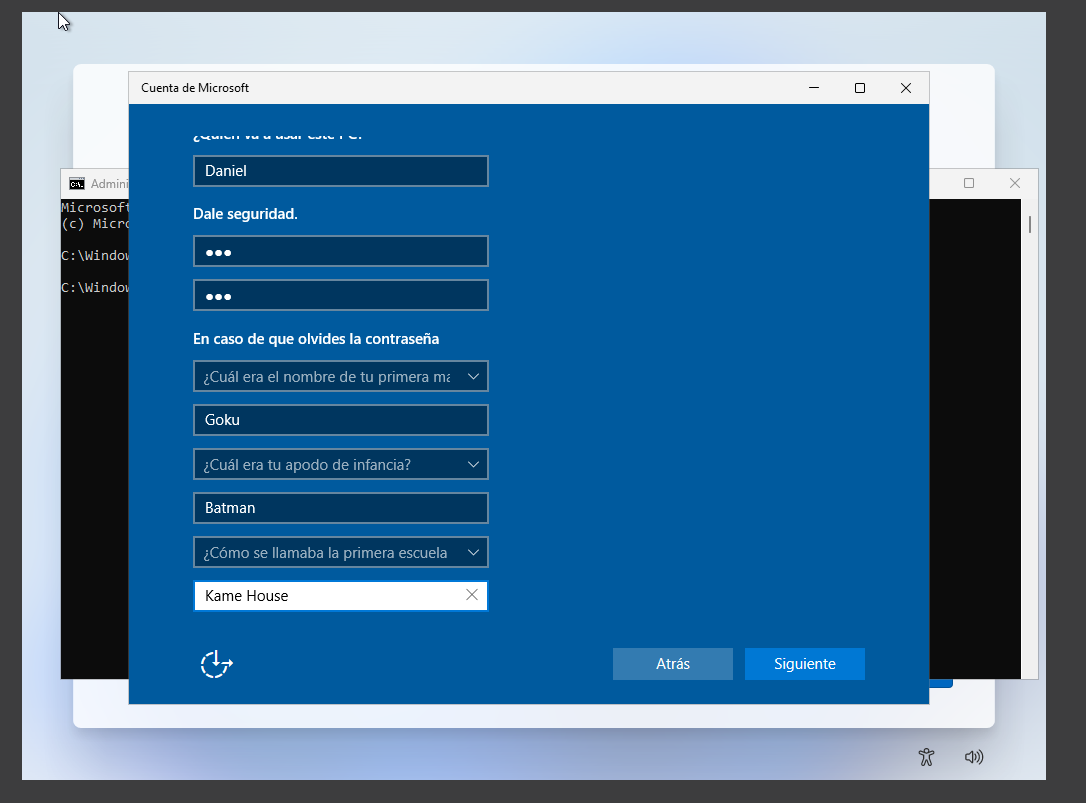 Cuenta de Microsoft
¿Quién va a usar este PC?
Daniel
Admini
Microsoft
Dale seguridad.
(c) Micro
C:\Window
C:\Window
En caso de que olvides la contraseña
¿Cuál era el nombre de tu primera ma
Goku
¿Cuál era tu apodo de infancia?
Batman
¿Cómo se llamaba la primera escuela
Kame House
Atrás
Siguiente